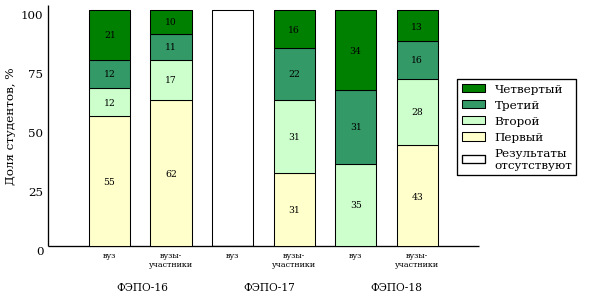 Доля студентов, %
100
75
50
25
0
21
12
12
55
10
11
17
62
16
22
31
31
34
31
35
13
16
28
43
вуз
вузы-
участники
вуз
вузы-
участники
вуз
вузы-
участники
ФЭПО-16
ФЭПО-17
ФЭПО-18
Четвертый
Третий
Второй
Первый
Результаты
отсутствуют